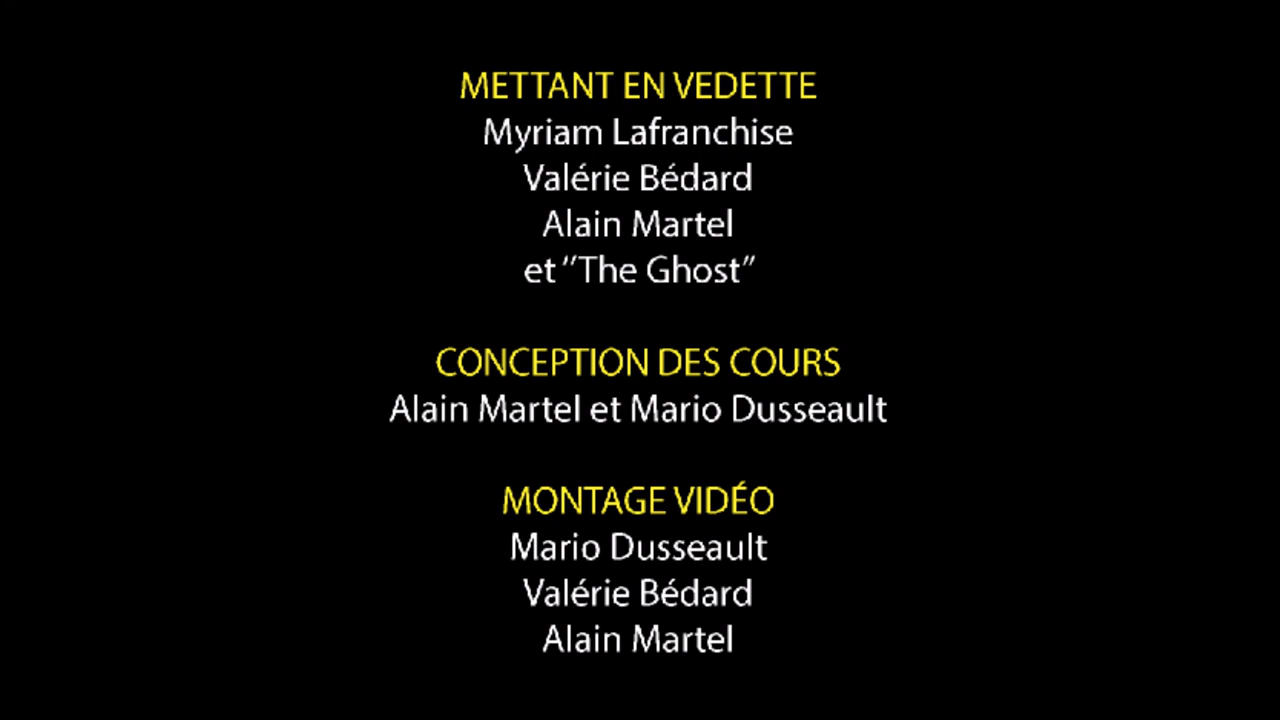 METTANT EN VEDETTE
Myriam Lafranchise
Valérie Bédard
Alain Martel
et “The Ghost”
CONCEPTION DES COURS
Alain Martel et Mario Dusseault
MONTAGE VIDÉO
Mario Dusseault
Valérie Bédard
Alain Martel